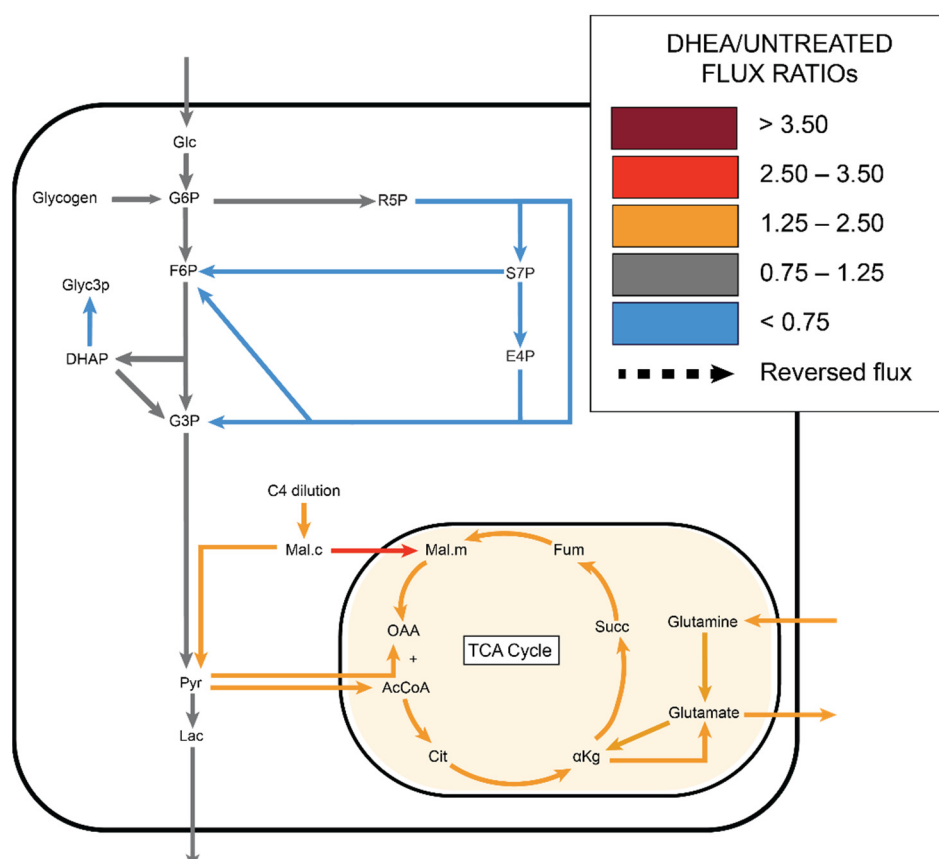 DHEA/UNTREATED
FLUX RATIOs
> 3.50
2.50 – 3.50
1.25 – 2.50
0.75 – 1.25
< 0.75
Reversed flux
Glc
Glycogen
G6P
R5P
F6P
S7P
Glyc3p
DHAP
E4P
G3P
C4 dilution
Mal.c
Mal.m
Fum
OAA
+
TCA Cycle
Succ
Glutamine
Pyr
AcCoA
Glutamate
Lac
Cit
αKg